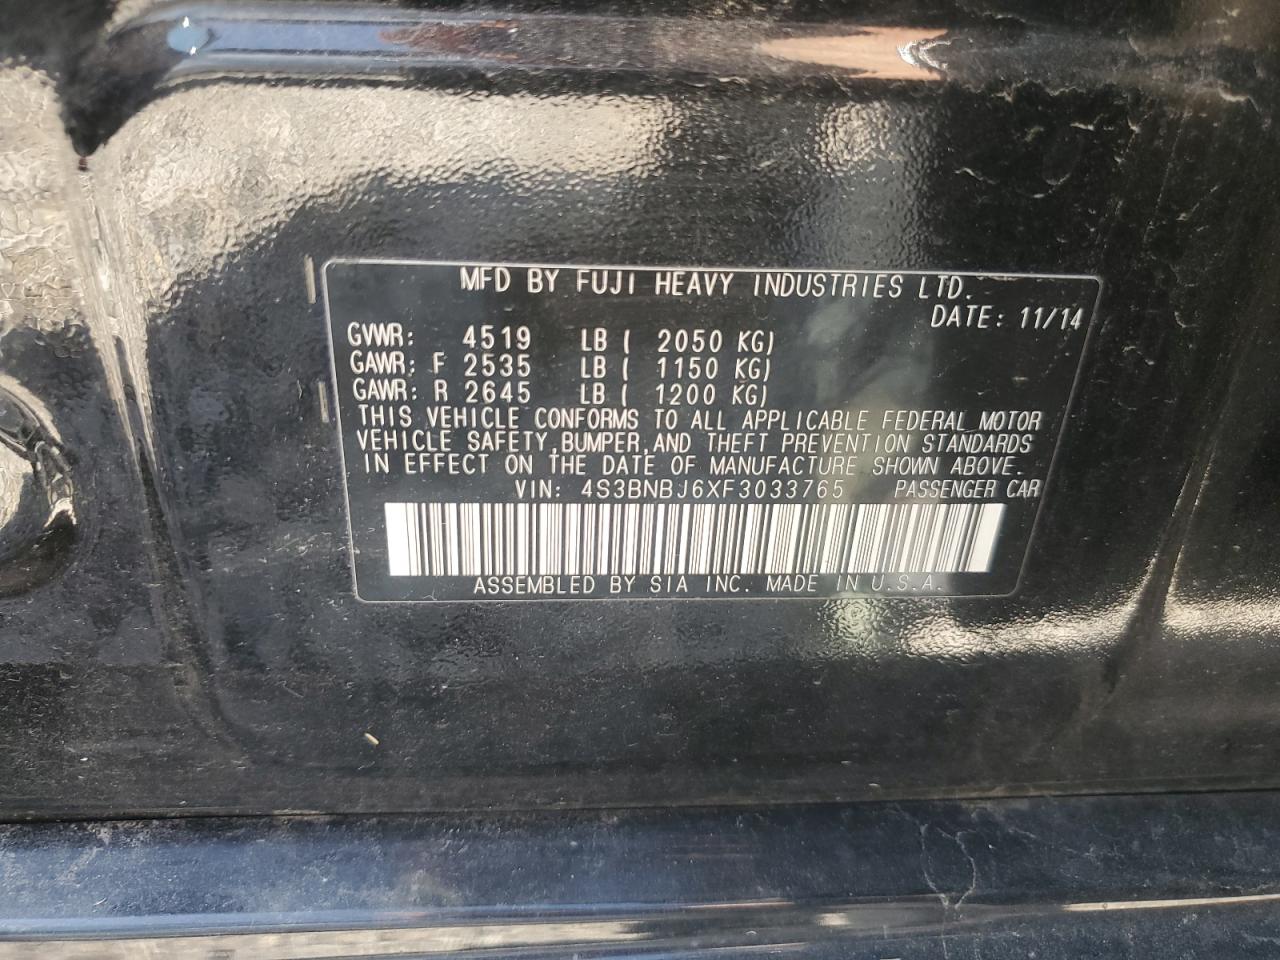 MFD BY FUJI HEAVY INDUSTRIES LTD.
DATE: 11/14
GVWR: 4519 LB ( 2050 KG)
GAWR: F 2535 LB ( 1150 KG)
GAWR: R 2645 LB ( 1200 KG)
THIS VEHICLE CONFORMS TO ALL APPLICABLE FEDERAL MOTOR
VEHICLE SAFETY, BUMPER, AND THEFT PREVENTION STANDARDS
IN EFFECT ON THE DATE OF MANUFACTURE SHOWN ABOVE.
VIN: 4S3BNBJ6XF3033765 PASSENGER CAR
ASSEMBLED BY SIA INC. MADE IN U.S.A.